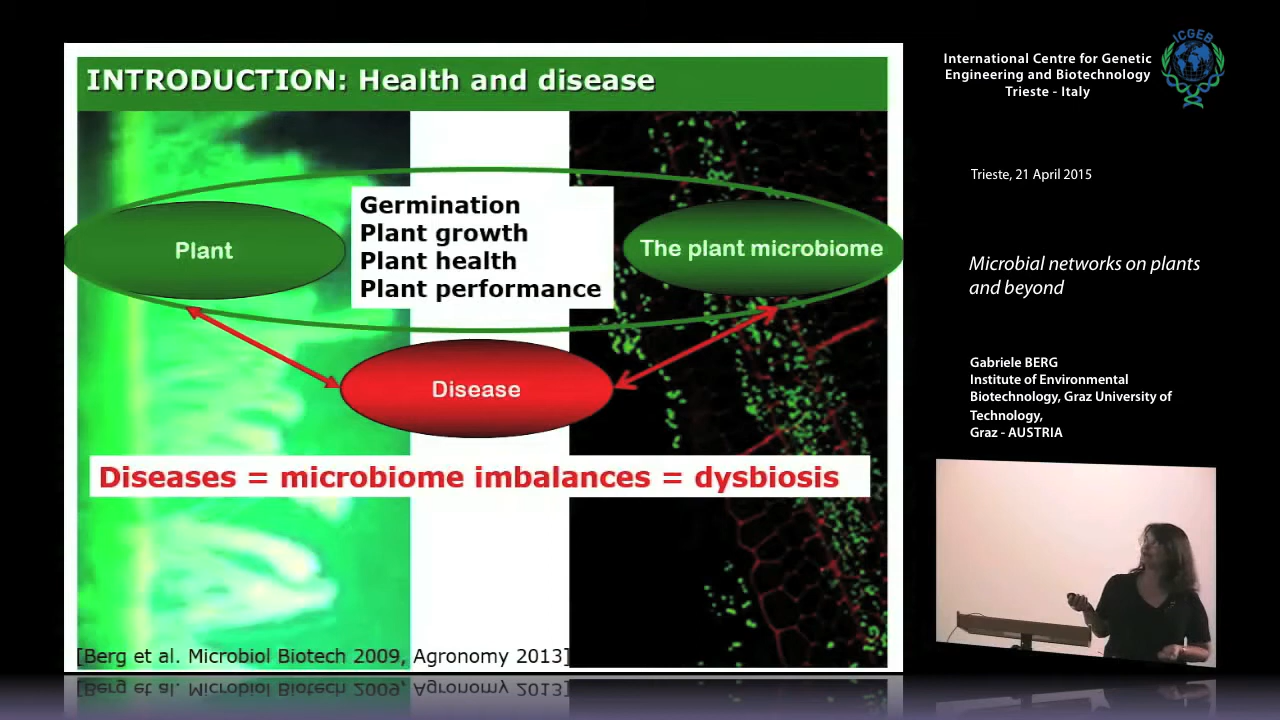 INTRODUCTION: Health and disease
Plant
Germination
Plant growth
Plant health
Plant performance
The plant microbiome
Disease
Diseases = microbiome imbalances = dysbiosis
[Berg et al. Microbiol Biotech 2009, Agronomy 2013]
International Centre for Genetic
Engineering and Biotechnology
Trieste - Italy
ICGEB
Trieste, 21 April 2015
Microbial networks on plants
and beyond
Gabriele BERG
Institute of Environmental
Biotechnology, Graz University of
Technology,
Graz - AUSTRIA